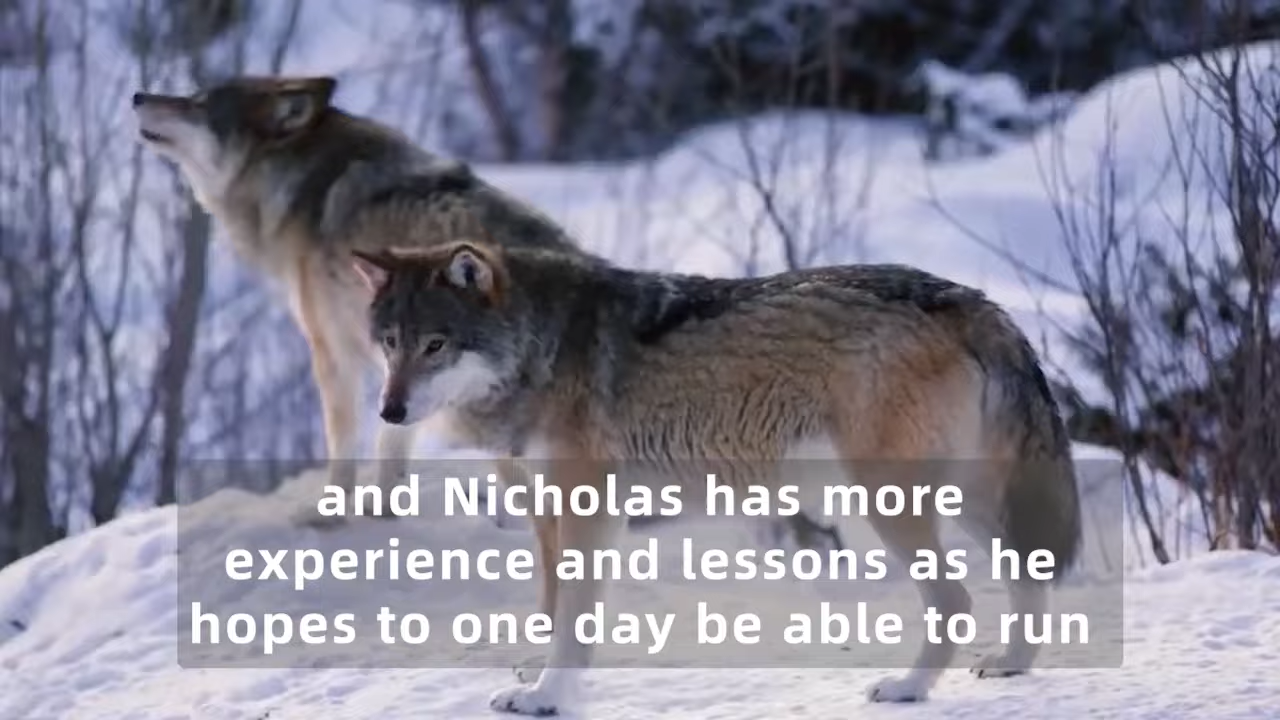 and Nicholas has more
experience and lessons as he
hopes to one day be able to run